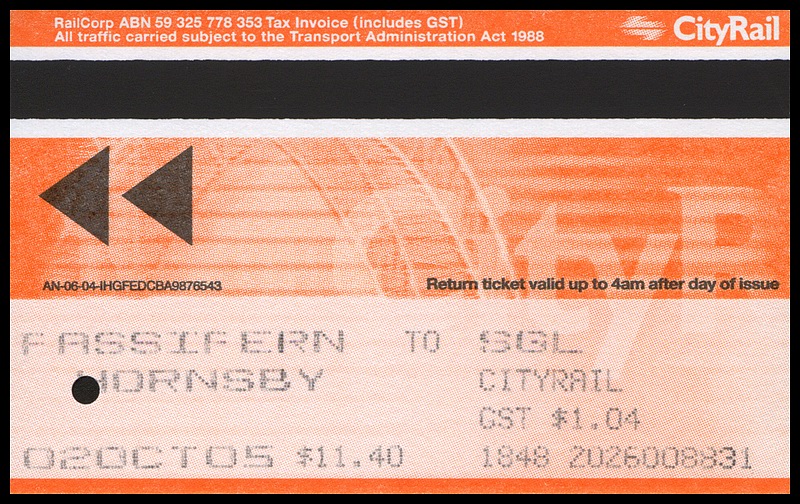 RailCorp ABN 59 325 778 353 Tax Invoice (includes GST)
All traffic carried subject to the Transport Administration Act 1988
CityRail
AN-06-04-IHGFEDCBA9876543
Return ticket valid up to 4am after day of issue
CityR
FASSIFERN TO SGL
HORNSBY CITYRAIL
GST $1.04
02OCT05 $11.40 1848 2026008831